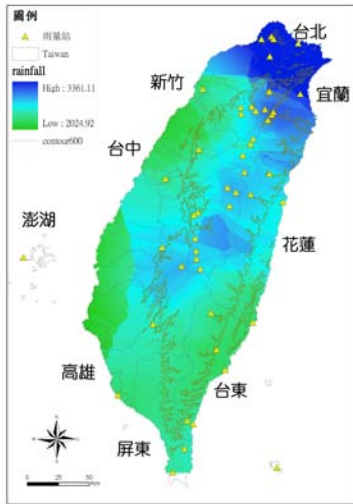 圖例
雨量站
Taiwan
rainfall
High : 3361.11
Low : 2024.92
contour600
台北
新竹
宜蘭
台中
澎湖
花蓮
高雄
台東
屏東
N
0 25 50
Km